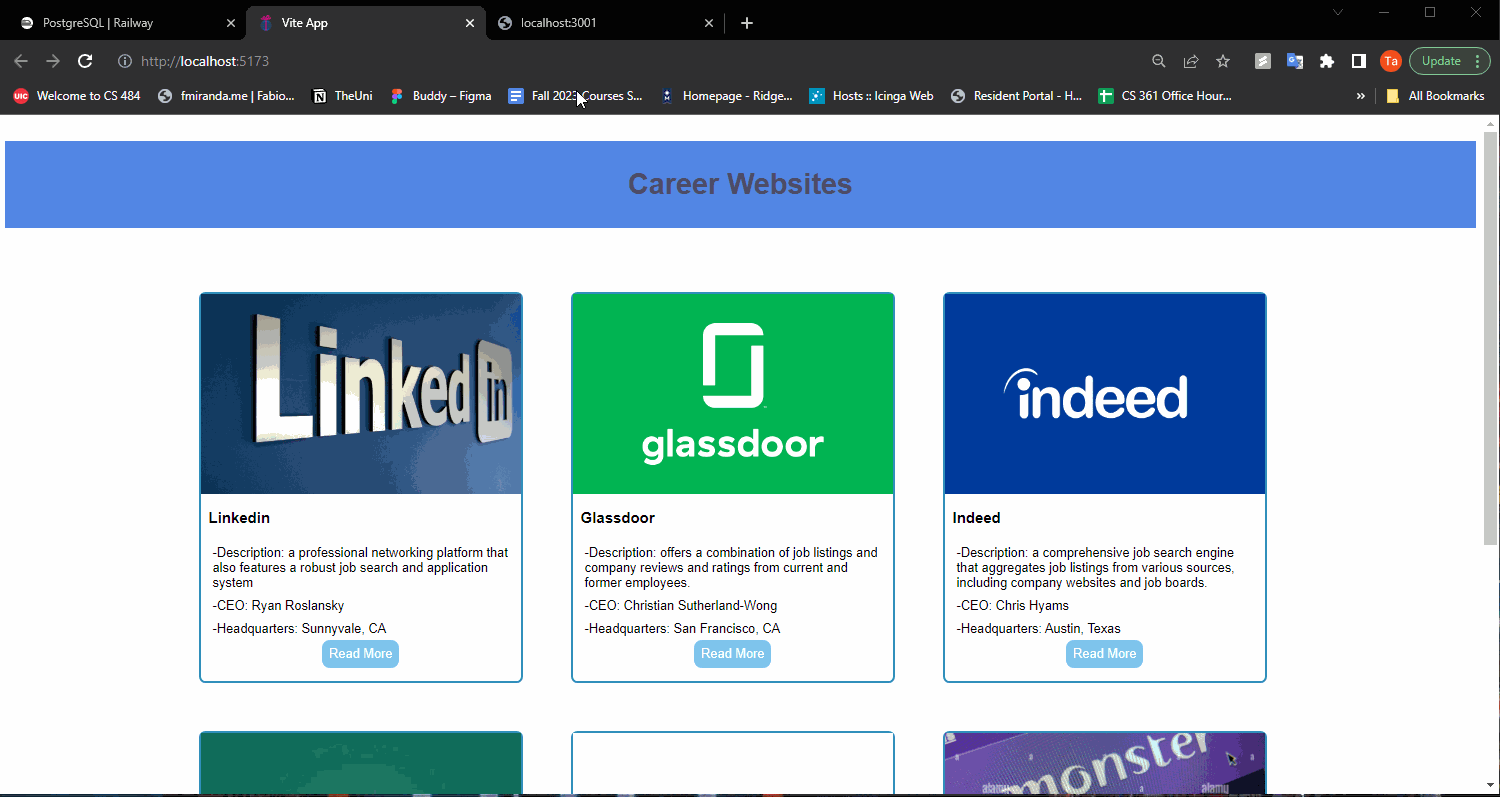 PostgreSQL | Railway
Vite App
localhost:3001
http://localhost:5173
Ta
Update
UIC Welcome to CS 484
fmiranda.me | Fabio...
TheUni
Buddy – Figma
Fall 2023 Courses S...
Homepage - Ridge...
Hosts :: Icinga Web
Resident Portal - H...
CS 361 Office Hour...
»
All Bookmarks
Career Websites
Linked in
glassdoor
indeed
Linkedin
-Description: a professional networking platform that
also features a robust job search and application
system
-CEO: Ryan Roslansky
-Headquarters: Sunnyvale, CA
Read More
Glassdoor
-Description: offers a combination of job listings and
company reviews and ratings from current and
former employees.
-CEO: Christian Sutherland-Wong
-Headquarters: San Francisco, CA
Read More
Indeed
-Description: a comprehensive job search engine
that aggregates job listings from various sources,
including company websites and job boards.
-CEO: Chris Hyams
-Headquarters: Austin, Texas
Read More
monster
a
a
alamy
alamy